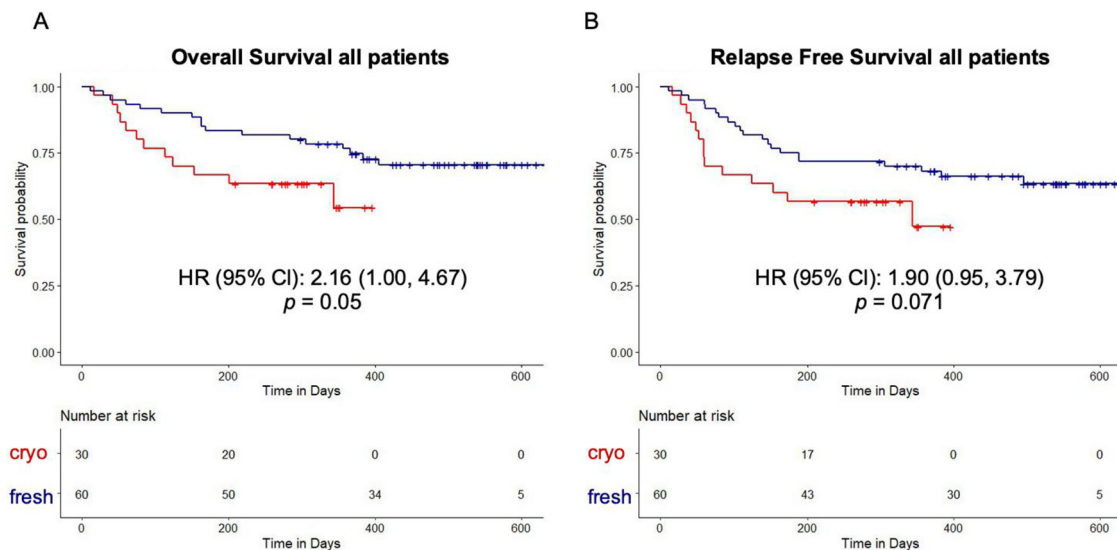 A
Overall Survival all patients
Survival probability
1.00
0.75
0.50
0.25
0.00
HR (95% CI): 2.16 (1.00, 4.67)
p = 0.05
0 200 400 600
Time in Days
Number at risk
cryo 30 20 0 0
fresh 60 50 34 5
0 200 400 600
Time in Days
B
Relapse Free Survival all patients
Survival probability
1.00
0.75
0.50
0.25
0.00
HR (95% CI): 1.90 (0.95, 3.79)
p = 0.071
0 200 400 600
Time in Days
Number at risk
cryo 30 17 0 0
fresh 60 43 30 5
0 200 400 600
Time in Days